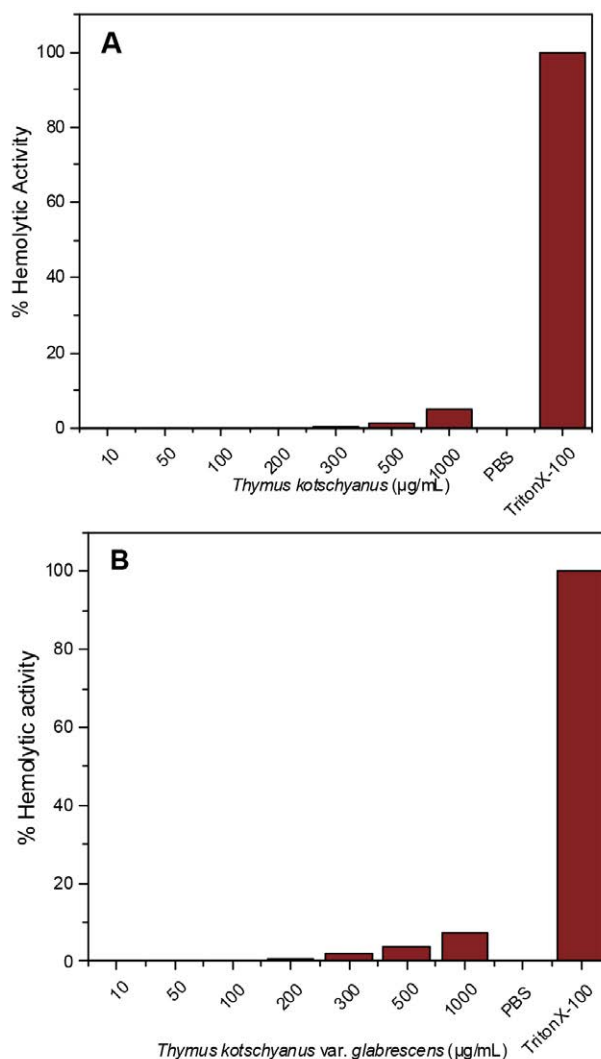 A
% Hemolytic Activity
100
80
60
40
20
0
10 50 100 200 300 500 1000 PBS TritonX-100
Thymus kotschyanus (µg/mL)
B
% Hemolytic activity
100
80
60
40
20
0
10 50 100 200 300 500 1000 PBS TritonX-100
Thymus kotschyanus var. glabrescens (µg/mL)